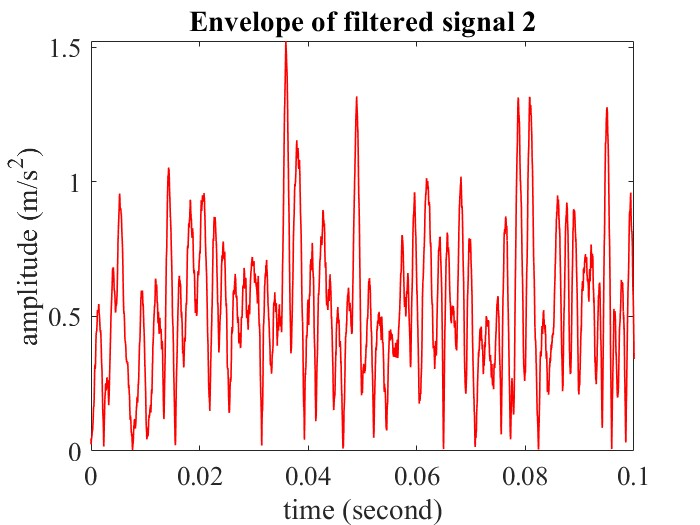 Envelope of filtered signal 2
amplitude (m/s²)
1.5
1
0.5
0
0 0.02 0.04 0.06 0.08 0.1
time (second)